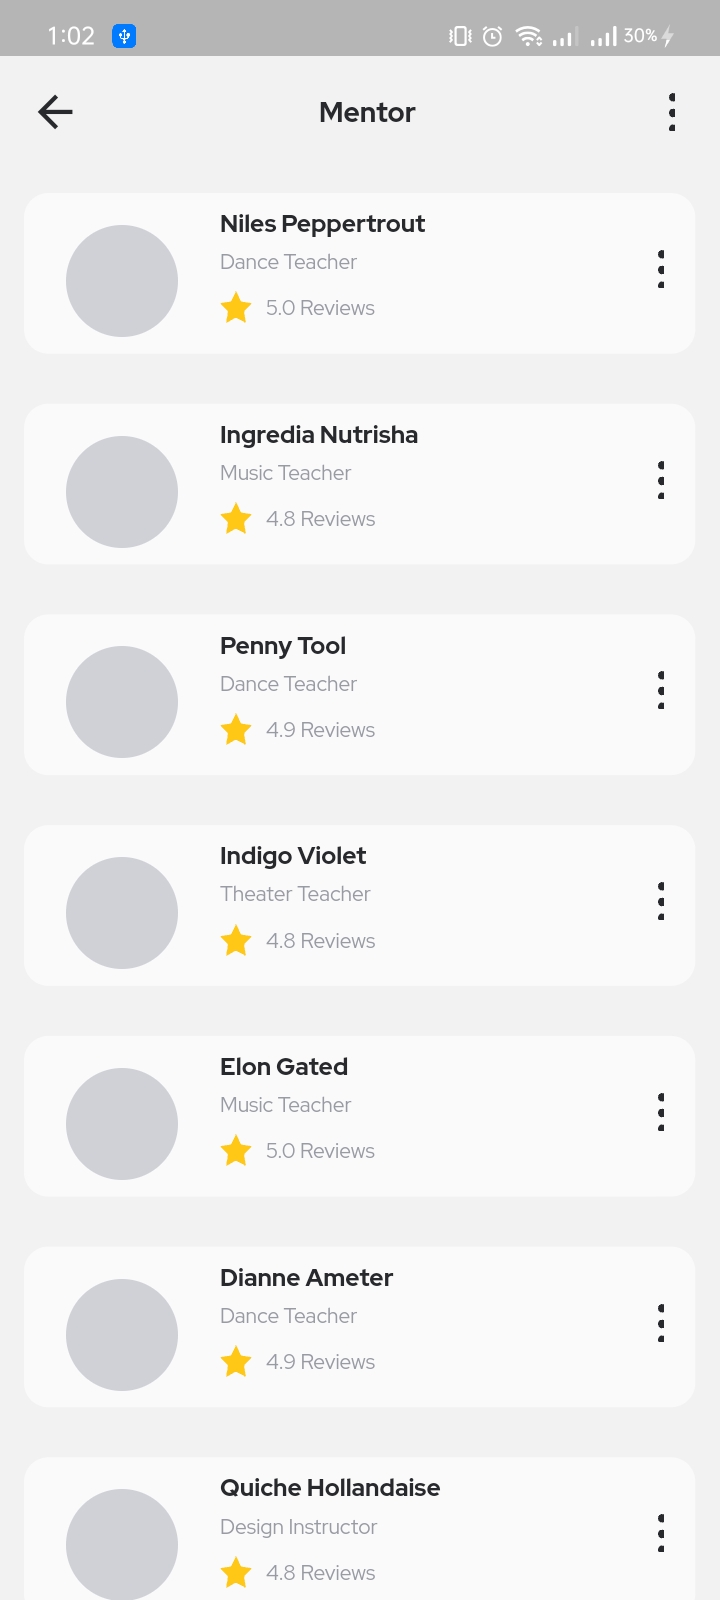 1:02
30%
Mentor
Niles Peppertrout
Dance Teacher
5.0 Reviews
Ingredia Nutrisha
Music Teacher
4.8 Reviews
Penny Tool
Dance Teacher
4.9 Reviews
Indigo Violet
Theater Teacher
4.8 Reviews
Elon Gated
Music Teacher
5.0 Reviews
Dianne Ameter
Dance Teacher
4.9 Reviews
Quiche Hollandaise
Design Instructor
4.8 Reviews